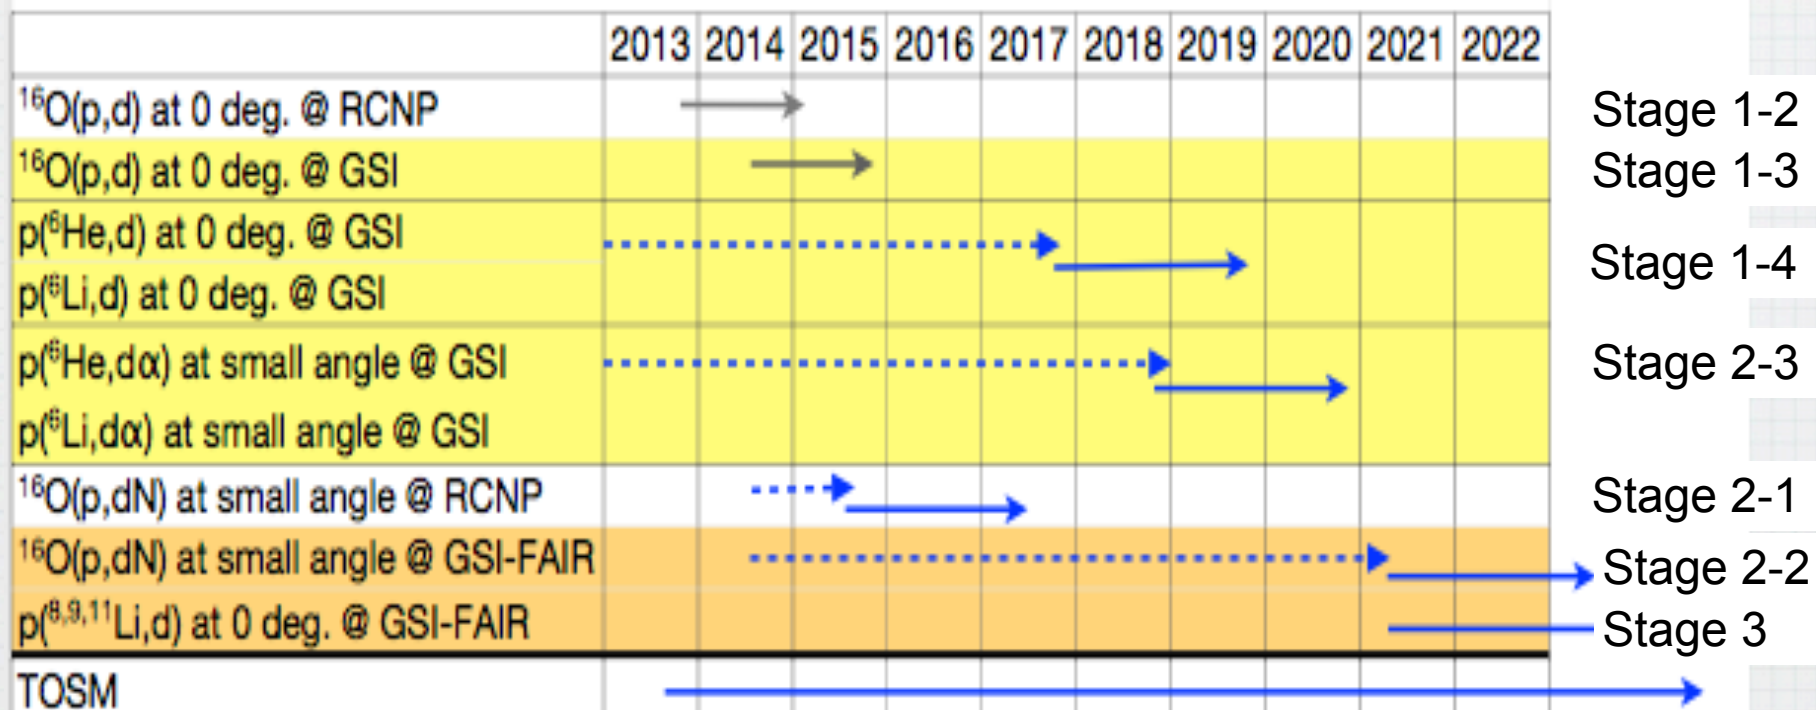 2013 2014 2015 2016 2017 2018 2019 2020 2021 2022
¹⁶O(p,d) at 0 deg. @ RCNP Stage 1-2
¹⁶O(p,d) at 0 deg. @ GSI Stage 1-3
p(⁶He,d) at 0 deg. @ GSI
Stage 1-4
p(⁶Li,d) at 0 deg. @ GSI
p(⁶He,dα) at small angle @ GSI Stage 2-3
p(⁶Li,dα) at small angle @ GSI
¹⁶O(p,dN) at small angle @ RCNP Stage 2-1
¹⁶O(p,dN) at small angle @ GSI-FAIR Stage 2-2
p(⁸,⁹,¹¹Li,d) at 0 deg. @ GSI-FAIR Stage 3
TOSM